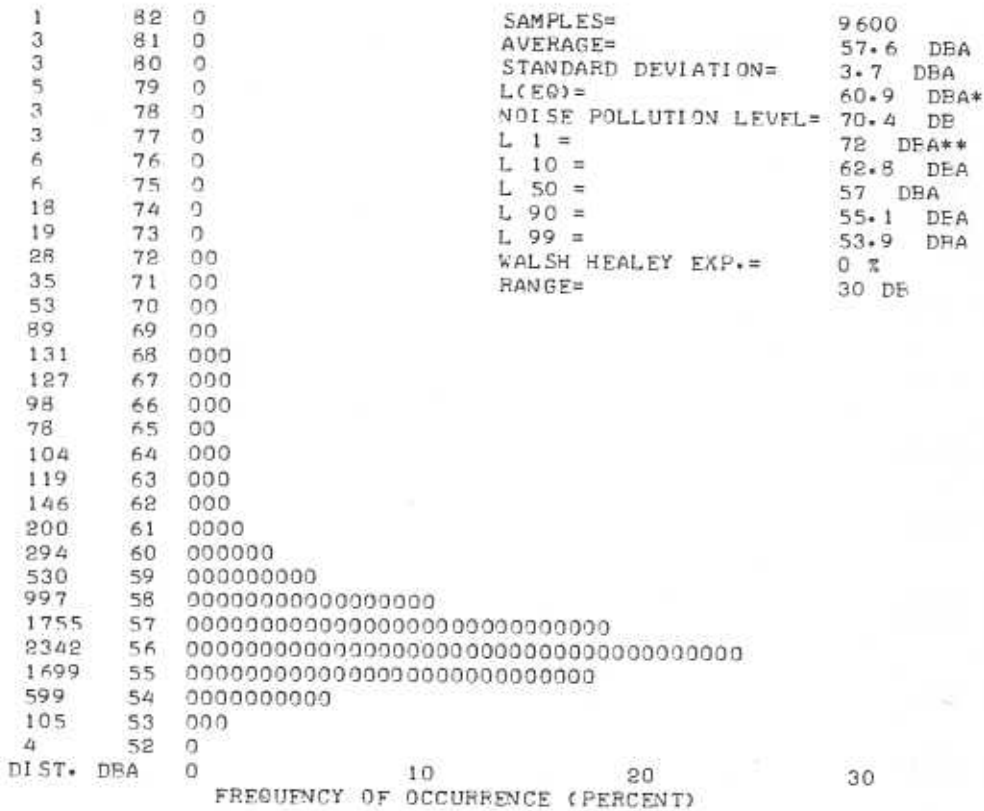 1 82 0 SAMPLES= 9600
3 81 0 AVERAGE= 57.6 DBA
3 80 0 STANDARD DEVIATION= 3.7 DBA
5 79 0 L(EQ)= 60.9 DBA*
3 78 0 NOISE POLLUTION LEVEL= 70.4 DB
3 77 0 L 1 = 72 DBA**
6 76 0 L 10 = 62.8 DBA
6 75 0 L 50 = 57 DBA
18 74 0 L 90 = 55.1 DBA
19 73 0 L 99 = 53.9 DBA
28 72 00 WALSH HEALEY EXP.= 0 %
35 71 00 RANGE= 30 DB
53 70 00
89 69 00
131 68 000
127 67 000
98 66 000
78 65 00
104 64 000
119 63 000
146 62 000
200 61 0000
294 60 000000
530 59 000000000
997 58 000000000000000000
1755 57 000000000000000000000000000000
2342 56 0000000000000000000000000000000000000000
1699 55 00000000000000000000000000000
599 54 0000000000
105 53 000
4 52 0
DIST. DBA 0 10 20 30
FREQUENCY OF OCCURRENCE (PERCENT)